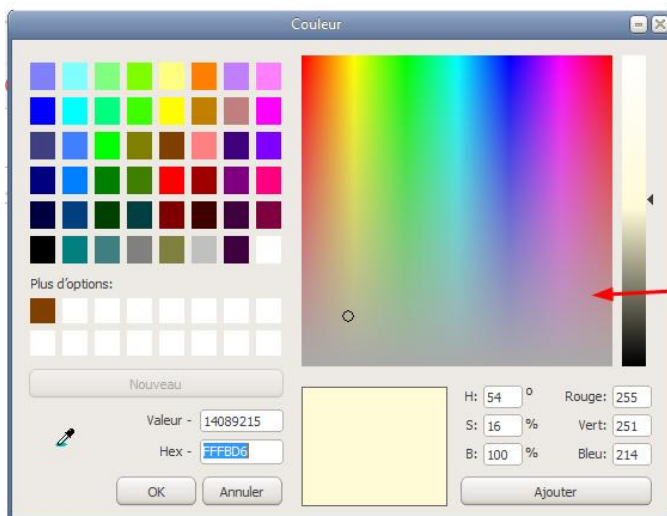 Couleur
Plus d'options:
Nouveau
Valeur - 14089215
Hex - FFFBD6
OK Annuler
H: 54 º Rouge: 255
S: 16 % Vert: 251
B: 100 % Bleu: 214
Ajouter